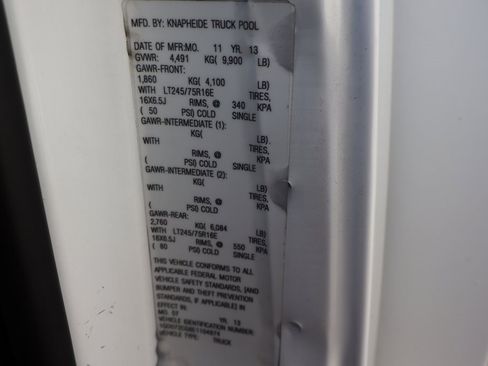 MFD. BY: KNAPHEIDE TRUCK POOL
DATE OF MFR: MO. 11 YR. 13
GVWR: 4,491 KG( 9,900 LB)
GAWR-FRONT:
1,860 KG( 4,100 LB)
WITH LT245/75R16E TIRES,
16X6.5J RIMS, @ 340 KPA
( 50 PSI) COLD SINGLE
GAWR-INTERMEDIATE (1):
KG( LB).
WITH TIRES,
RIMS, @ KPA
( PSI) COLD SINGLE
GAWR-INTERMEDIATE (2):
KG( LB)
WITH TIRES,
RIMS, @ KPA
( PSI) COLD SINGLE
GAWR-REAR:
2,760 KG( 6,084 LB)
WITH LT245/75R16E TIRES,
16X6.5J RIMS, @ 550 KPA
( 80 PSI) COLD SINGLE
THIS VEHICLE CONFORMS TO ALL
APPLICABLE FEDERAL MOTOR
VEHICLE SAFETY STANDARDS, [AND
BUMPER AND THEFT PREVENTION
STANDARDS, IF APPLICABLE] IN
EFFECT IN:
MO. 07 YR. 13
VEHICLE IDENTIFICATION NUMBER:
VEHICLE TYPE: TRUCK